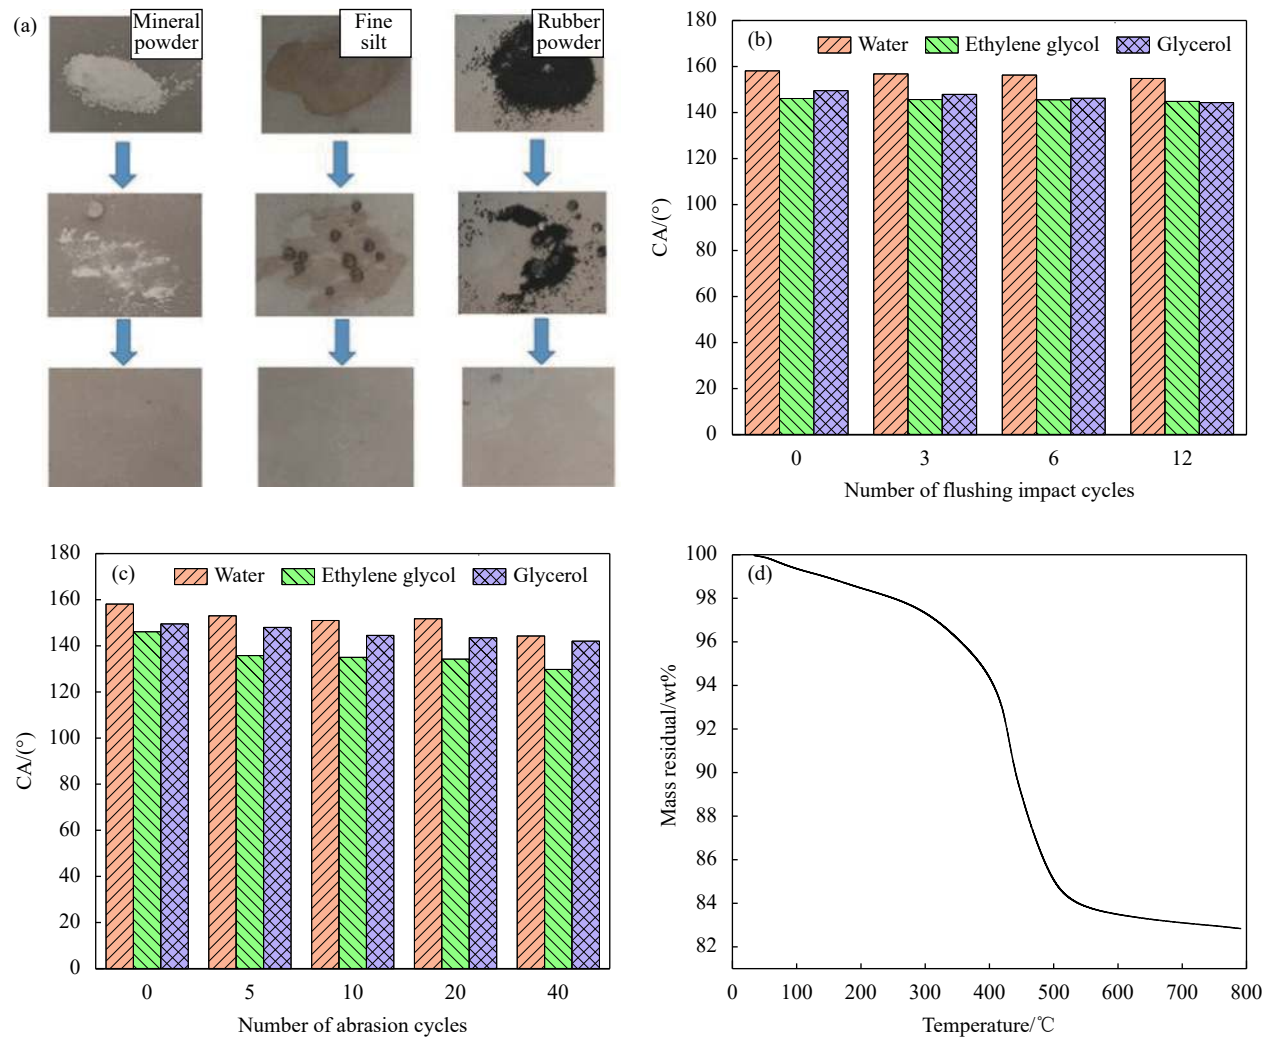 (a)
Mineral
powder
Fine
silt
Rubber
powder
(b)
Water
Ethylene glycol
Glycerol
180
160
140
120
100
80
60
40
20
0
CA/(°)
0
3
6
12
Number of flushing impact cycles
(c)
Water
Ethylene glycol
Glycerol
180
160
140
120
100
80
60
40
20
0
CA/(°)
0
5
10
20
40
Number of abrasion cycles
(d)
100
98
96
94
92
90
88
86
84
82
Mass residual/wt%
0
100
200
300
400
500
600
700
800
Temperature/℃